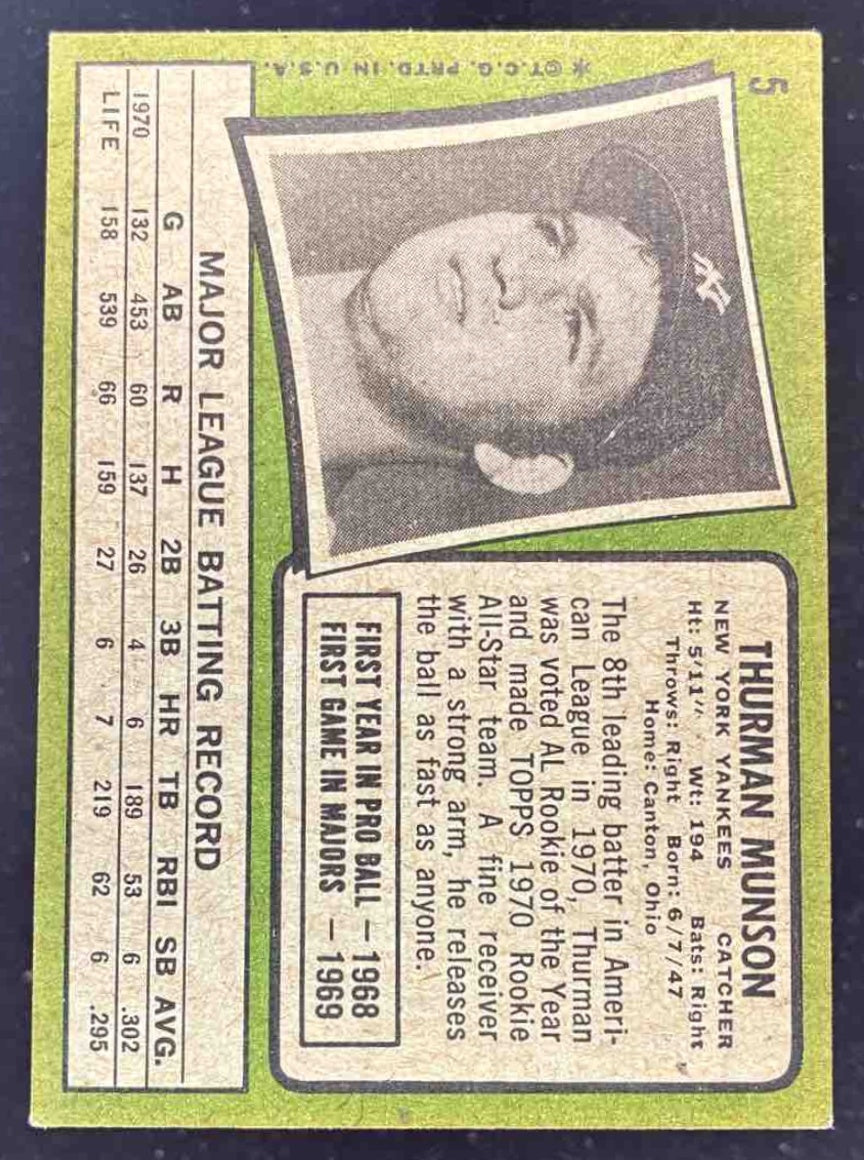 5
* ©T.C.G. PRTD. IN U.S.A.
THURMAN MUNSON
NEW YORK YANKEES CATCHER
Ht: 5'11" Wt: 194 Bats: Right
Throws: Right Born: 6/7/47
Home: Canton, Ohio
The 8th leading batter in Ameri-
can League in 1970, Thurman
was voted AL Rookie of the Year
and made TOPPS 1970 Rookie
All-Star team. A fine receiver
with a strong arm, he releases
the ball as fast as anyone.
FIRST YEAR IN PRO BALL — 1968
FIRST GAME IN MAJORS — 1969
NY
MAJOR LEAGUE BATTING RECORD
G AB R H 2B 3B HR TB RBI SB AVG.
1970 132 453 60 137 26 4 6 189 53 6 .302
LIFE 158 539 66 159 27 6 7 219 62 6 .295